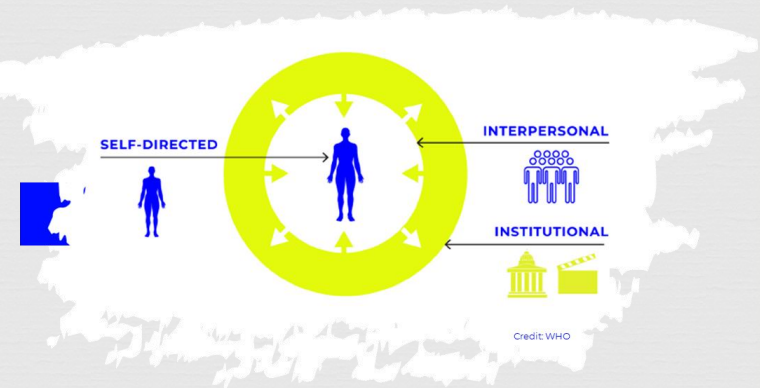 SELF-DIRECTED
INTERPERSONAL
INSTITUTIONAL
Credit: WHO